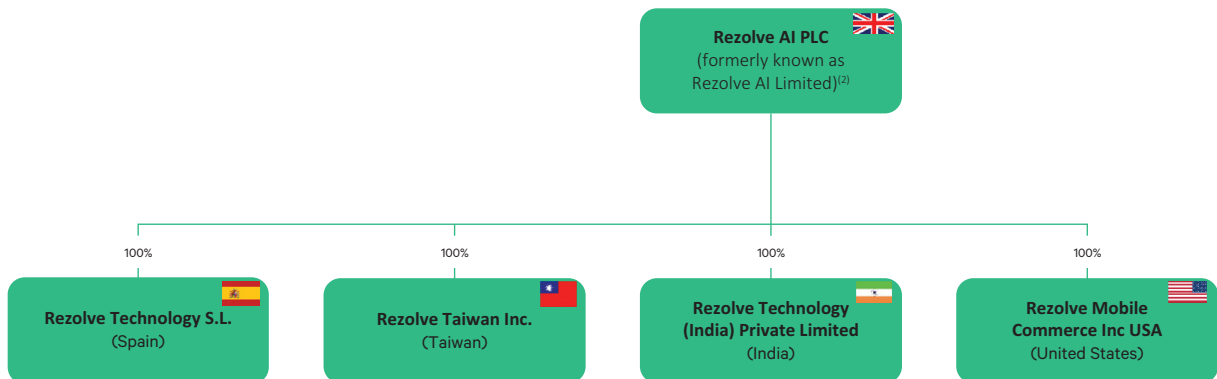 Rezolve AI PLC
(formerly known as
Rezolve AI Limited)(2)
100%
100%
100%
100%
Rezolve Technology S.L.
(Spain)
Rezolve Taiwan Inc.
(Taiwan)
Rezolve Technology
(India) Private Limited
(India)
Rezolve Mobile
Commerce Inc USA
(United States)